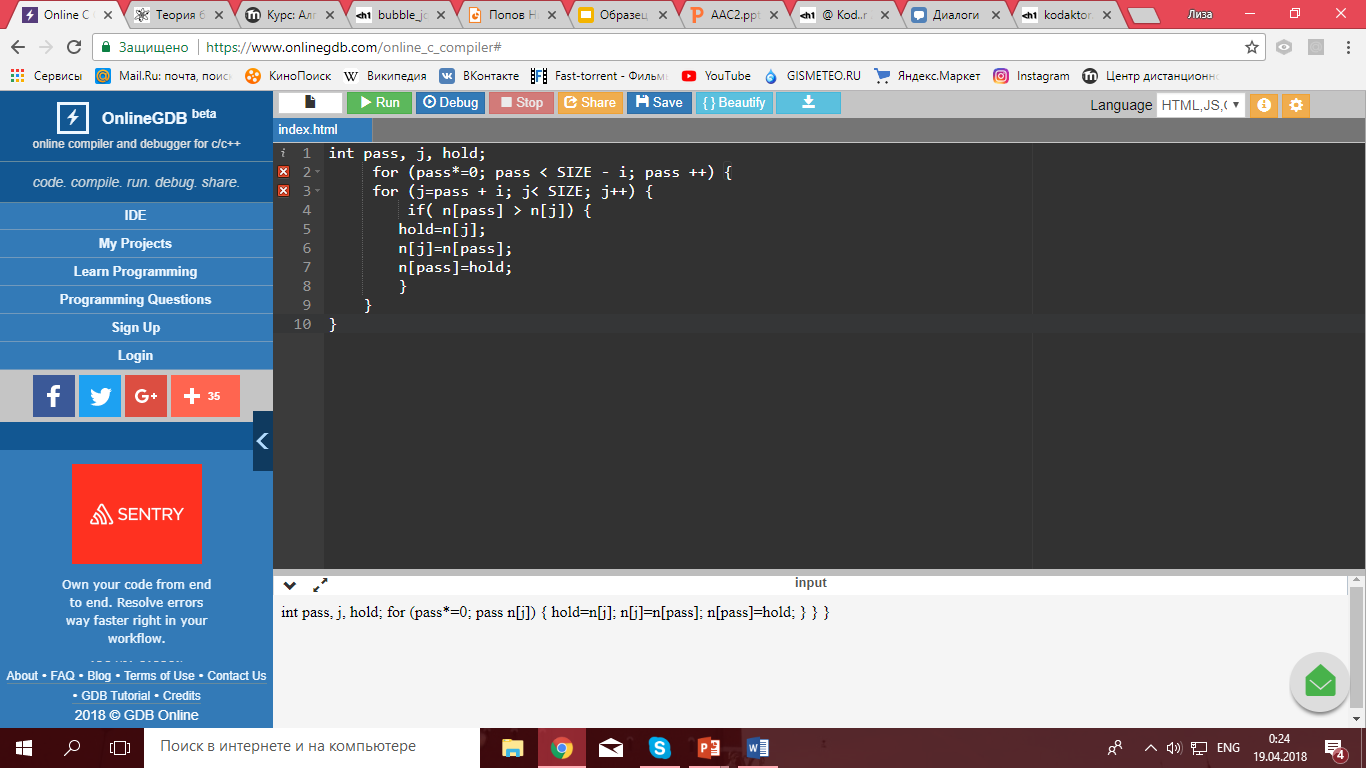 Online C
Теория б
Курс: Алг
bubble_jc
Попов Н
Образец
AAC2.ppt
@ Kod..r
Диалоги
kodaktor.
Лиза
Защищено
https://www.onlinegdb.com/online_c_compiler#
Сервисы
Mail.Ru: почта, поиск
КиноПоиск
Википедия
ВКонтакте
Fast-torrent - Фильмы
YouTube
GISMETEO.RU
Яндекс.Маркет
Instagram
Центр дистанционн
OnlineGDB beta
online compiler and debugger for c/c++
code. compile. run. debug. share.
IDE
My Projects
Learn Programming
Programming Questions
Sign Up
Login
35
SENTRY
Own your code from end
to end. Resolve errors
way faster right in your
workflow.
About • FAQ • Blog • Terms of Use • Contact Us
• GDB Tutorial • Credits
2018 © GDB Online
Run
Debug
Stop
Share
Save
{ } Beautify
Language
HTML,JS,C
index.html
1 int pass, j, hold;
2 for (pass*=0; pass < SIZE - i; pass ++) {
3 for (j=pass + i; j< SIZE; j++) {
4 if( n[pass] > n[j]) {
5 hold=n[j];
6 n[j]=n[pass];
7 n[pass]=hold;
8 }
9 }
10 }
input
int pass, j, hold; for (pass*=0; pass n[j]) { hold=n[j]; n[j]=n[pass]; n[pass]=hold; } } }
Поиск в интернете и на компьютере
ENG
0:24
19.04.2018
4